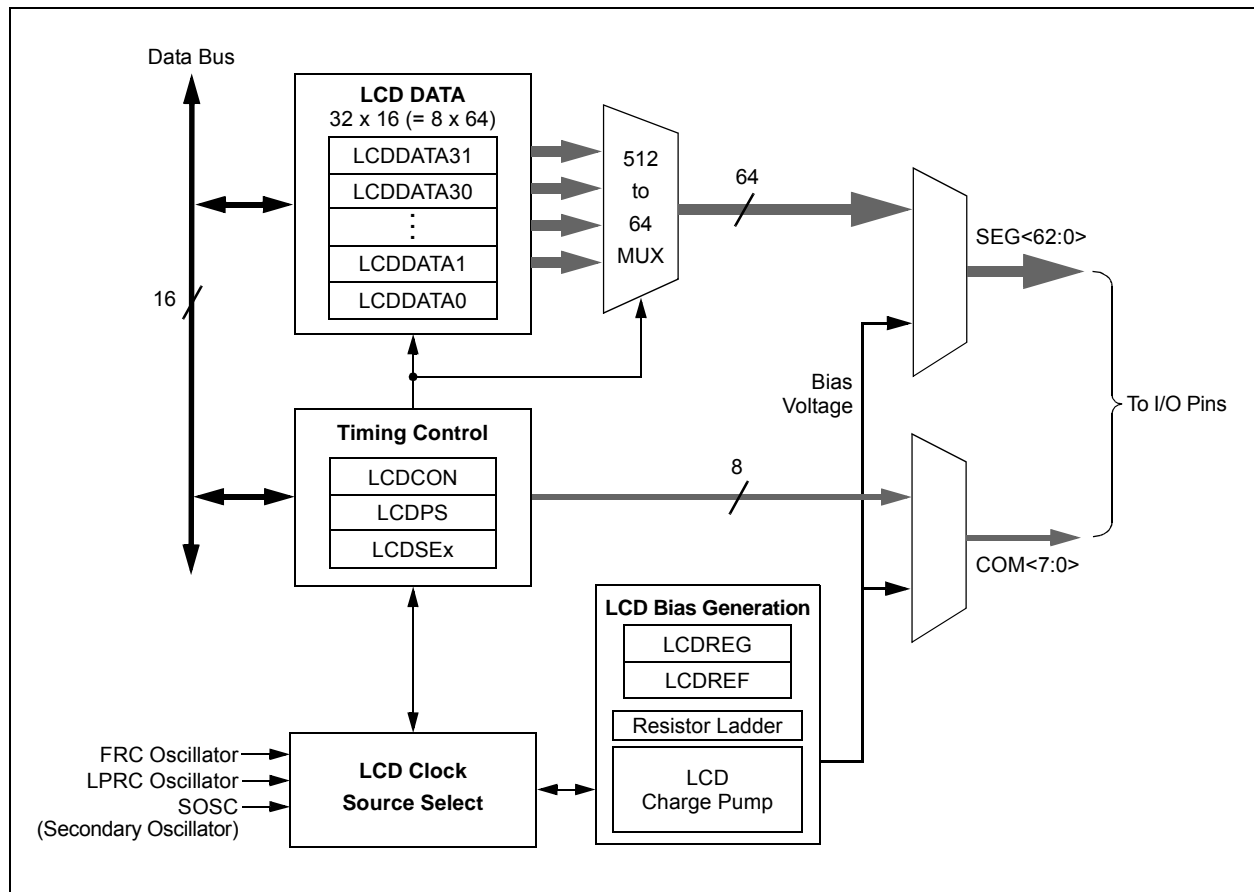 Data Bus
16
LCD DATA
32 x 16 (= 8 x 64)
LCDDATA31
LCDDATA30
LCDDATA1
LCDDATA0
512
to
64
MUX
64
SEG<62:0>
Bias
Voltage
To I/O Pins
Timing Control
LCDCON
LCDPS
LCDSEx
8
COM<7:0>
LCD Bias Generation
LCDREG
LCDREF
Resistor Ladder
LCD
Charge Pump
FRC Oscillator
LPRC Oscillator
SOSC
(Secondary Oscillator)
LCD Clock
Source Select